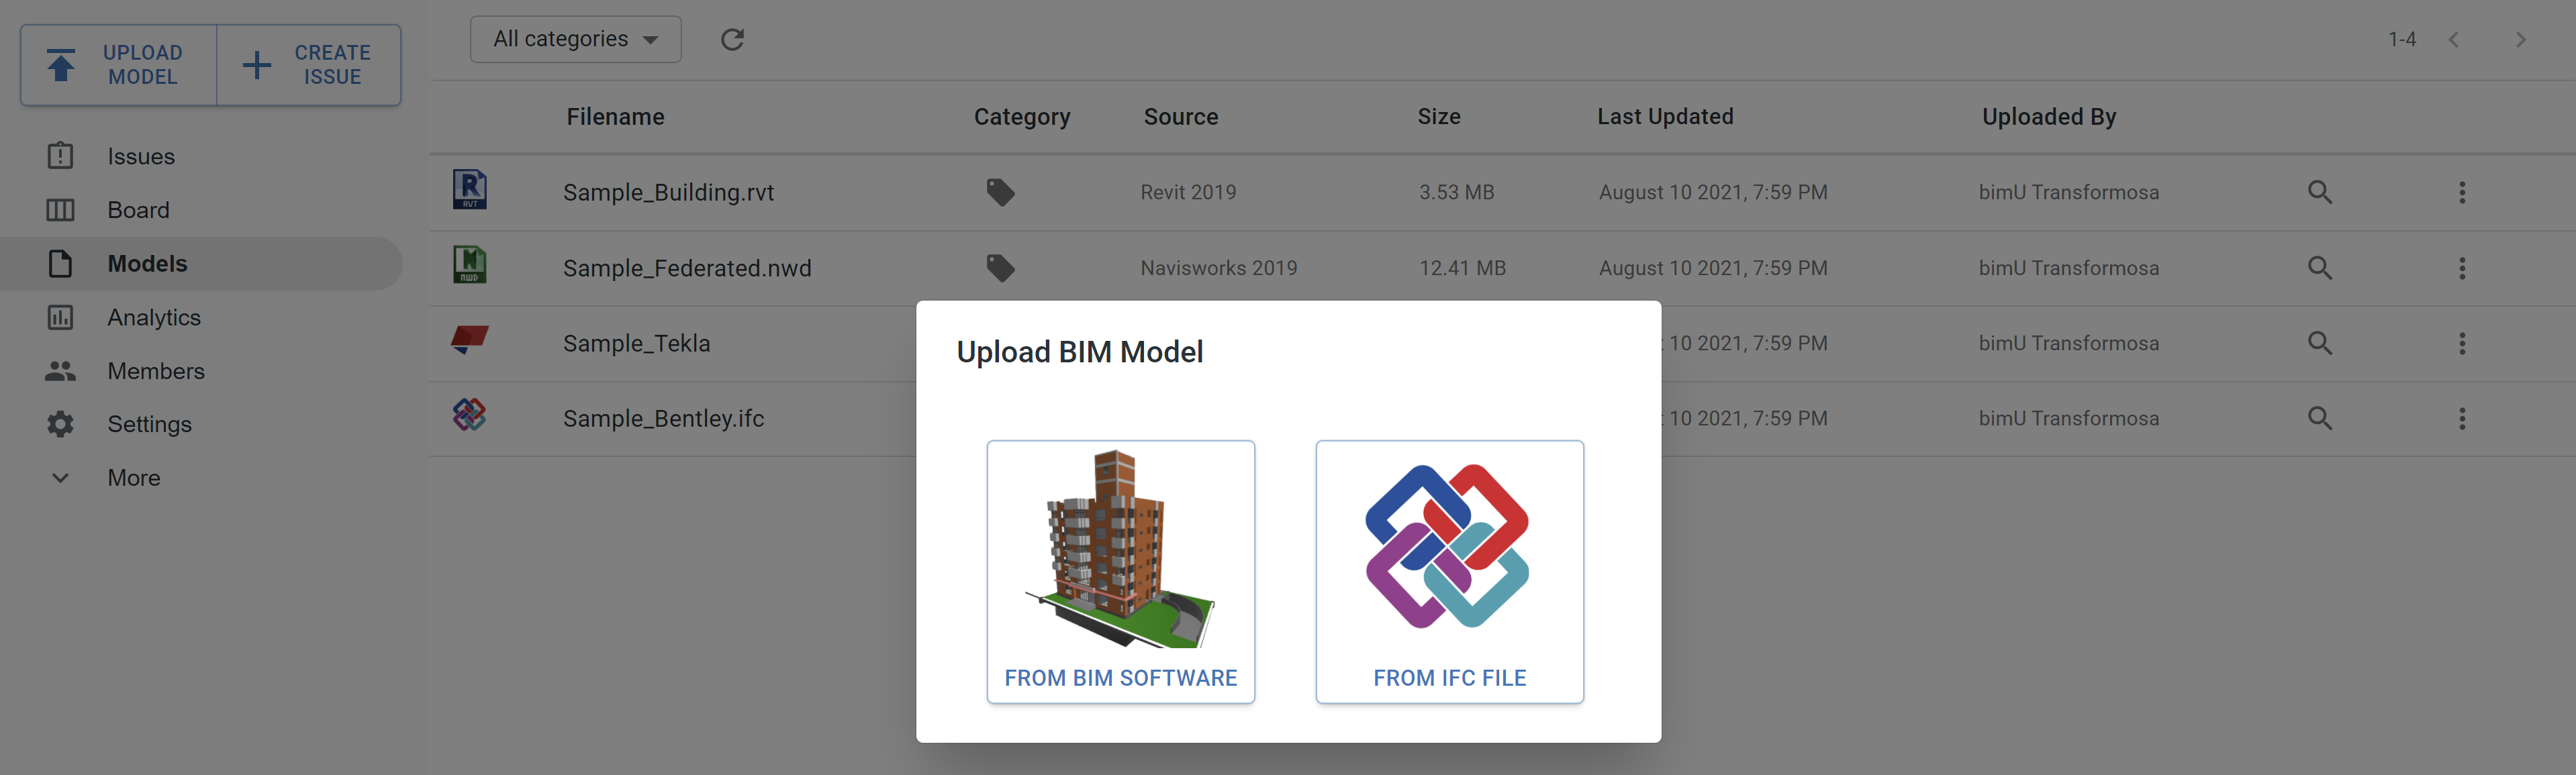 UPLOAD
MODEL
CREATE
ISSUE
Issues
Board
Models
Analytics
Members
Settings
More
All categories
1-4
Filename Category Source Size Last Updated Uploaded By
RVT Sample_Building.rvt Revit 2019 3.53 MB August 10 2021, 7:59 PM bimU Transformosa
NWD Sample_Federated.nwd Navisworks 2019 12.41 MB August 10 2021, 7:59 PM bimU Transformosa
Sample_Tekla 10 2021, 7:59 PM bimU Transformosa
Sample_Bentley.ifc 10 2021, 7:59 PM bimU Transformosa
Upload BIM Model
FROM BIM SOFTWARE
FROM IFC FILE